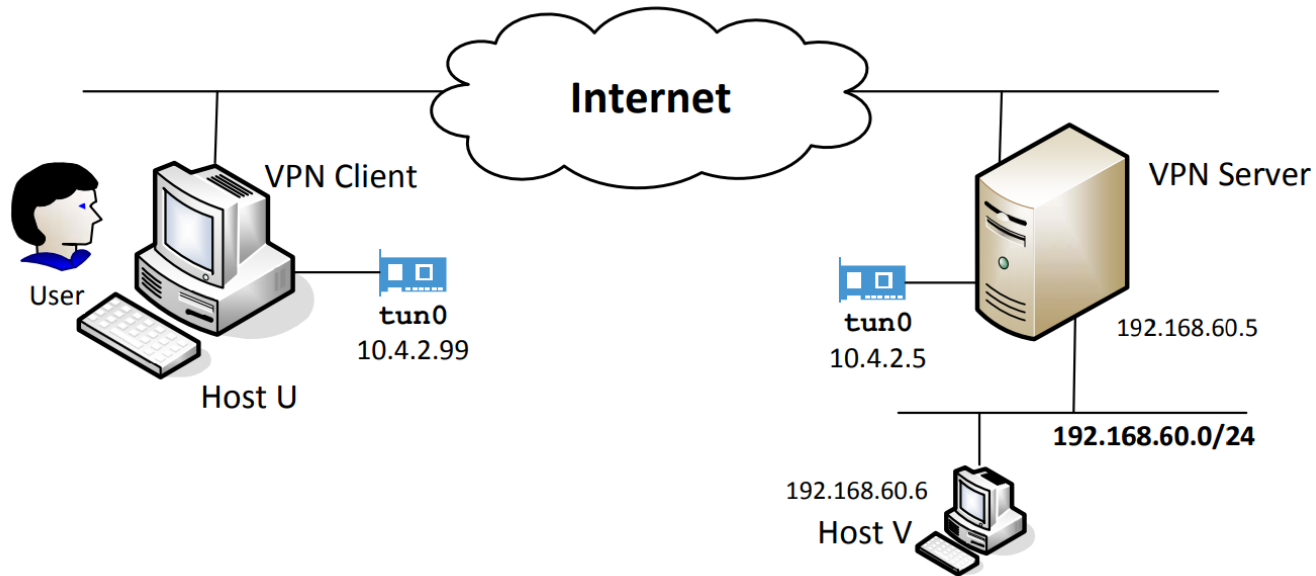 Internet
VPN Client
VPN Server
User
tun0
10.4.2.99
Host U
tun0
10.4.2.5
192.168.60.5
192.168.60.0/24
192.168.60.6
Host V